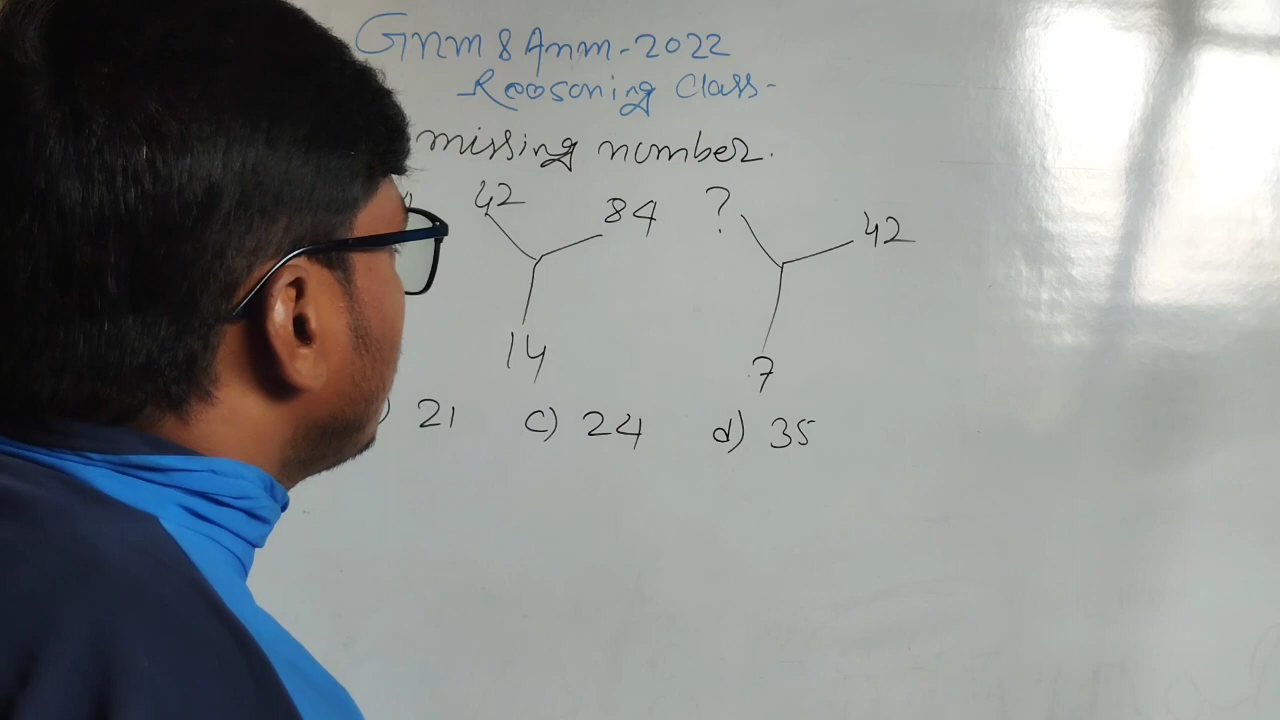 GNM & Anm-2022
Reasoning Class-
missing number.
42 84 ? 42
14 7
) 21 c) 24 d) 35